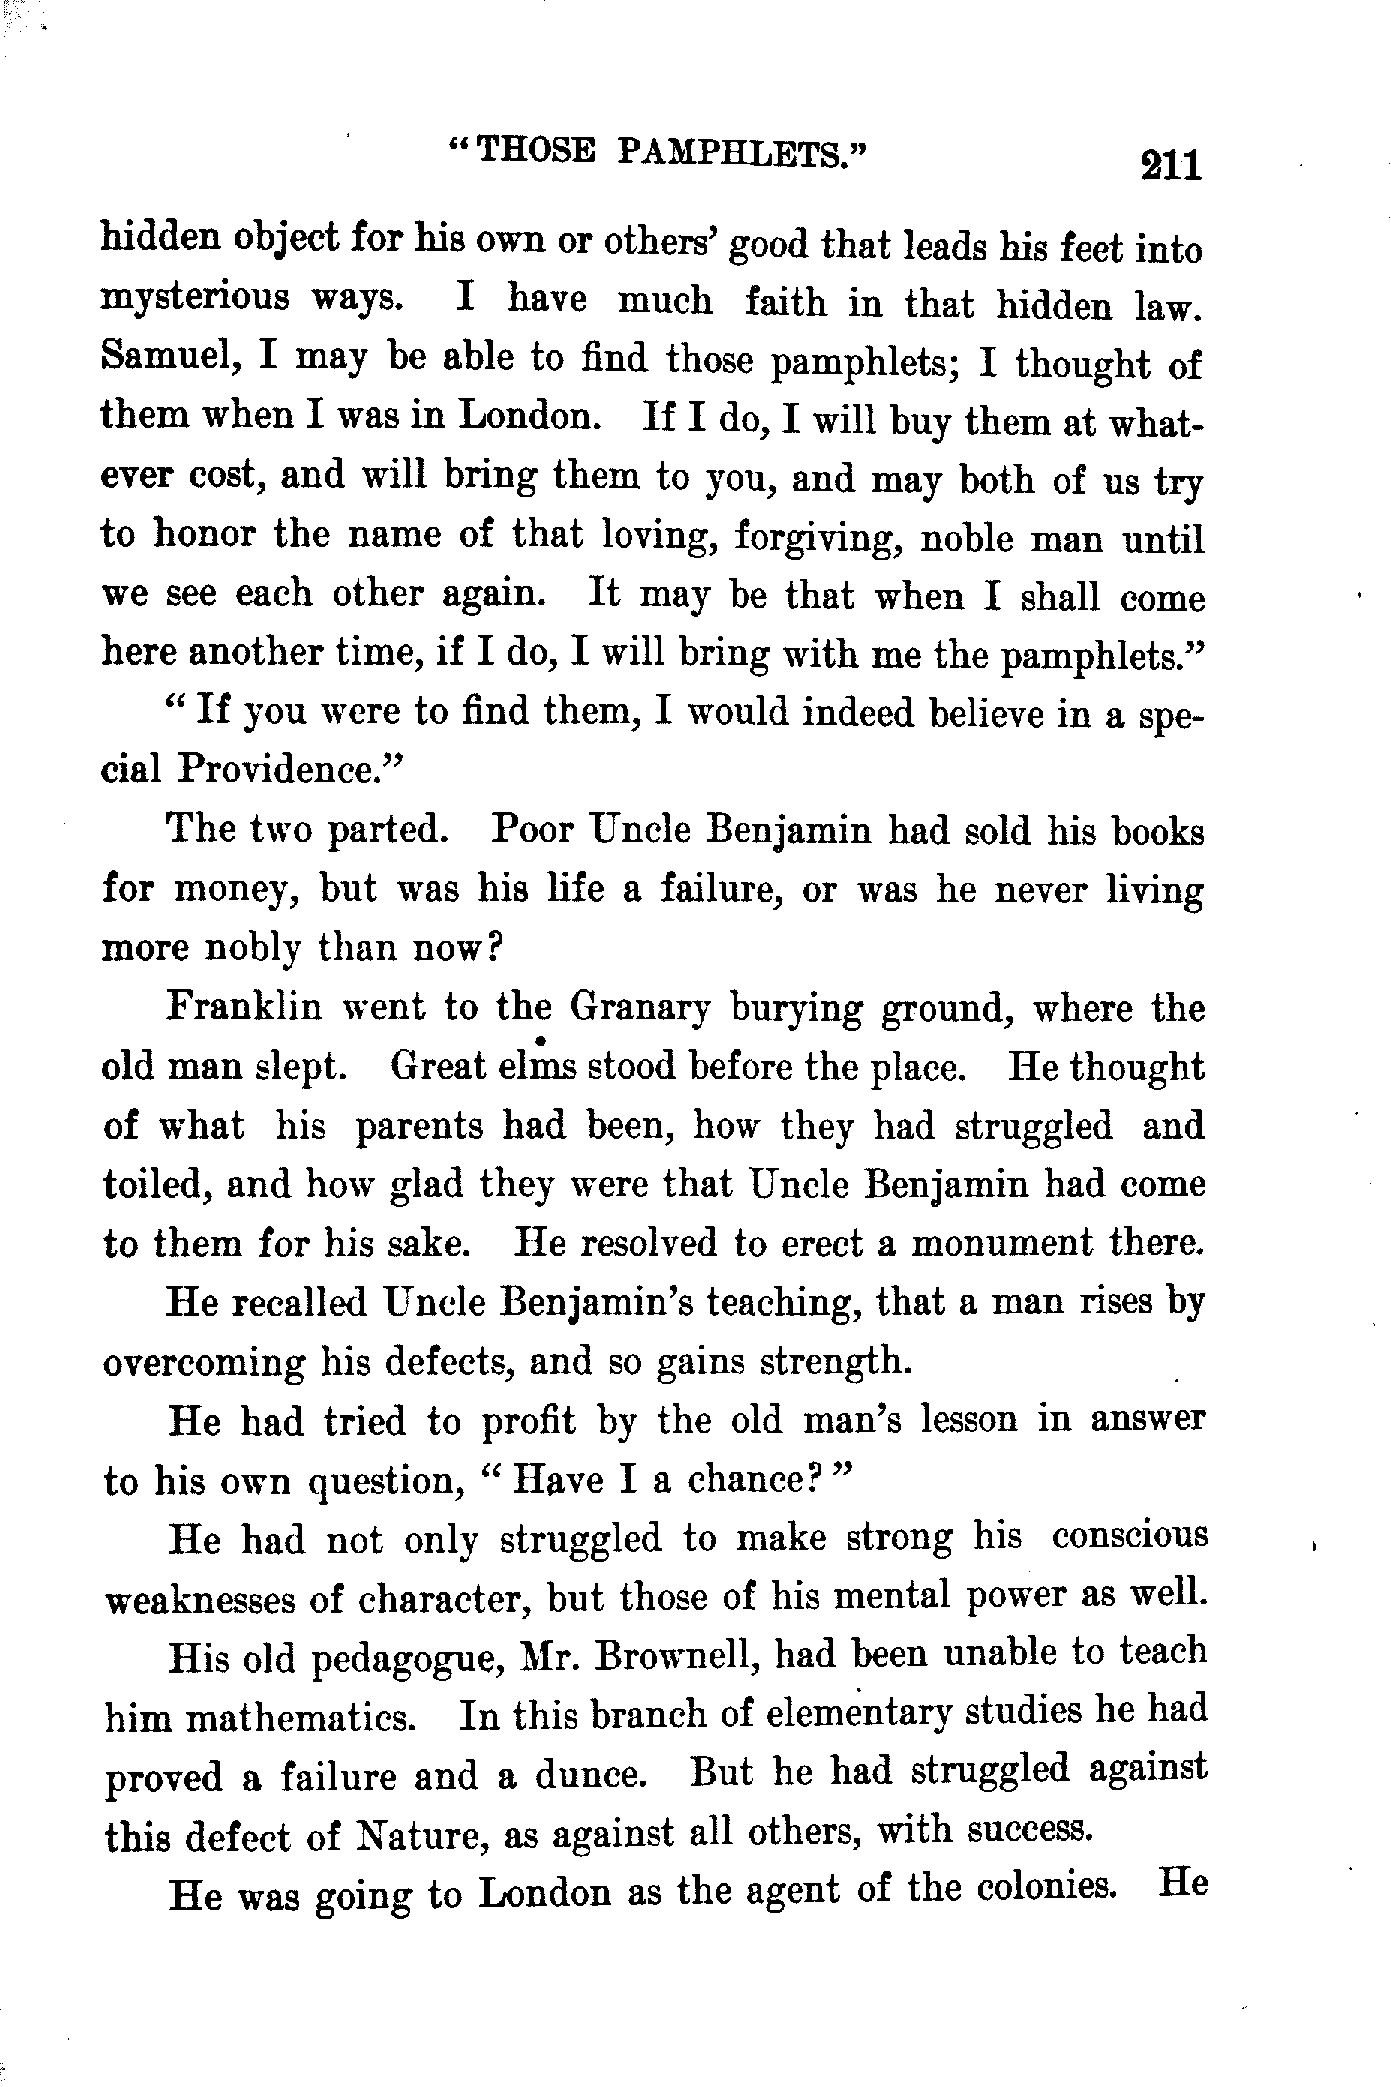 "THOSE PAMPHLETS." 211
hidden object for his own or others' good that leads his feet into
mysterious ways. I have much faith in that hidden law.
Samuel, I may be able to find those pamphlets; I thought of
them when I was in London. If I do, I will buy them at what-
ever cost, and will bring them to you, and may both of us try
to honor the name of that loving, forgiving, noble man until
we see each other again. It may be that when I shall come
here another time, if I do, I will bring with me the pamphlets."
"If you were to find them, I would indeed believe in a spe-
cial Providence."
The two parted. Poor Uncle Benjamin had sold his books
for money, but was his life a failure, or was he never living
more nobly than now?
Franklin went to the Granary burying ground, where the
old man slept. Great elms stood before the place. He thought
of what his parents had been, how they had struggled and
toiled, and how glad they were that Uncle Benjamin had come
to them for his sake. He resolved to erect a monument there.
He recalled Uncle Benjamin's teaching, that a man rises by
overcoming his defects, and so gains strength.
He had tried to profit by the old man's lesson in answer
to his own question, "Have I a chance?"
He had not only struggled to make strong his conscious
weaknesses of character, but those of his mental power as well.
His old pedagogue, Mr. Brownell, had been unable to teach
him mathematics. In this branch of elementary studies he had
proved a failure and a dunce. But he had struggled against
this defect of Nature, as against all others, with success.
He was going to London as the agent of the colonies. He